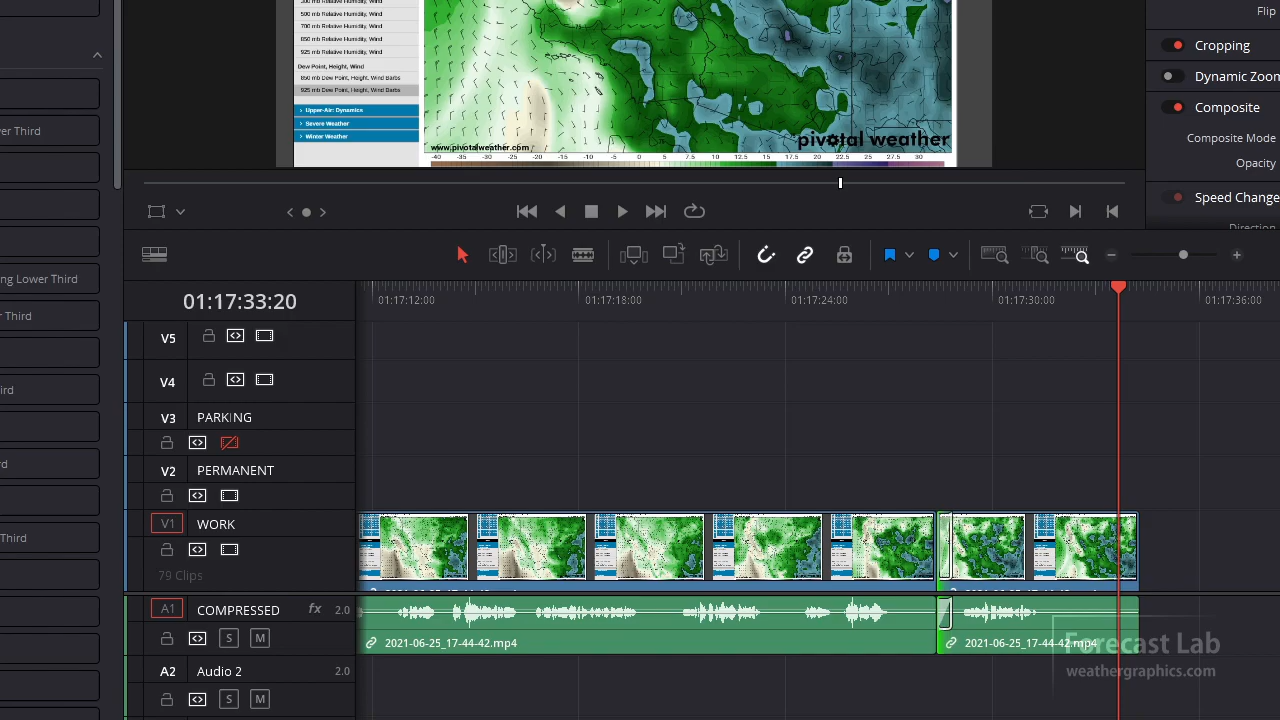 500 mb Relative Humidity, Wind
700 mb Relative Humidity, Wind
850 mb Relative Humidity, Wind
925 mb Relative Humidity, Wind
Dew Point, Height, Wind
850 mb Dew Point, Height, Wind Barbs
925 mb Dew Point, Height, Wind Barbs
› Upper-Air: Dynamics
› Severe Weather
› Winter Weather
www.pivotalweather.com
pivotal weather
-40 -35 -30 -25 -20 -15 -10 -5 0 5 7.5 10 12.5 15 17.5 20 22.5 25 27.5 30
Flip
Cropping
Dynamic Zoom
Composite
Composite Mode
Opacity
Speed Change
Direction
ver Third
ing Lower Third
r Third
ird
rd
Third
01:17:33:20
01:17:12:00 01:17:18:00 01:17:24:00 01:17:30:00 01:17:36:00
V5
V4
V3 PARKING
V2 PERMANENT
V1 WORK
79 Clips
A1 COMPRESSED fx 2.0
S M
2021-06-25_17-44-42.mp4 2021-06-25_17-44-42.mp4
A2 Audio 2 2.0
S M
Forecast Lab
weathergraphics.com